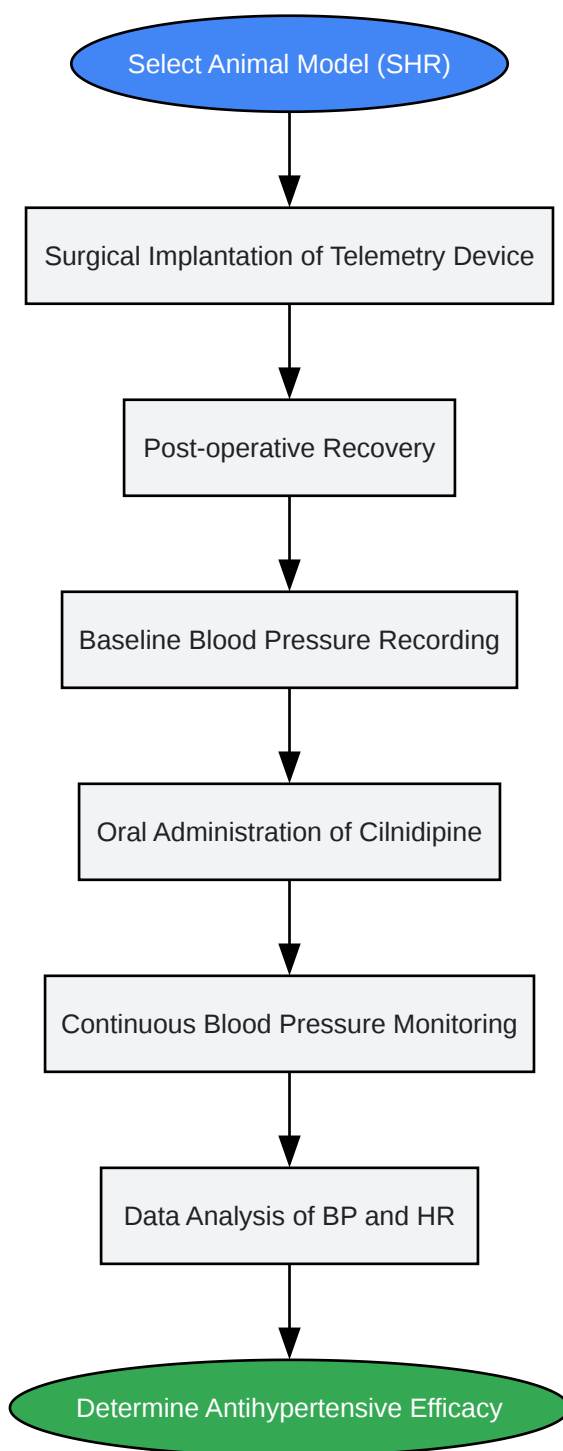 Select Animal Model (SHR)
Surgical Implantation of Telemetry Device
Post-operative Recovery
Baseline Blood Pressure Recording
Oral Administration of Cilnidipine
Continuous Blood Pressure Monitoring
Data Analysis of BP and HR
Determine Antihypertensive Efficacy